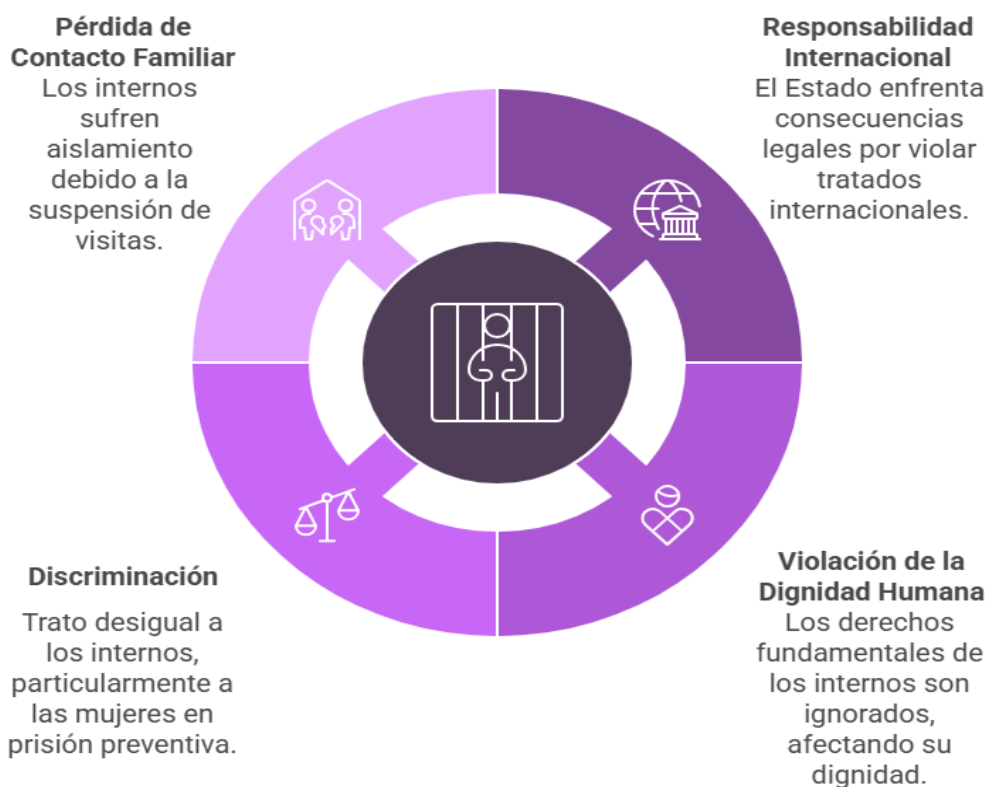 Pérdida de
Contacto Familiar
Los internos
sufren
aislamiento
debido a la
suspensión de
visitas.
Responsabilidad
Internacional
El Estado enfrenta
consecuencias
legales por violar
tratados
internacionales.
Discriminación
Trato desigual a
los internos,
particularmente a
las mujeres en
prisión preventiva.
Violación de la
Dignidad Humana
Los derechos
fundamentales de
los internos son
ignorados,
afectando su
dignidad.